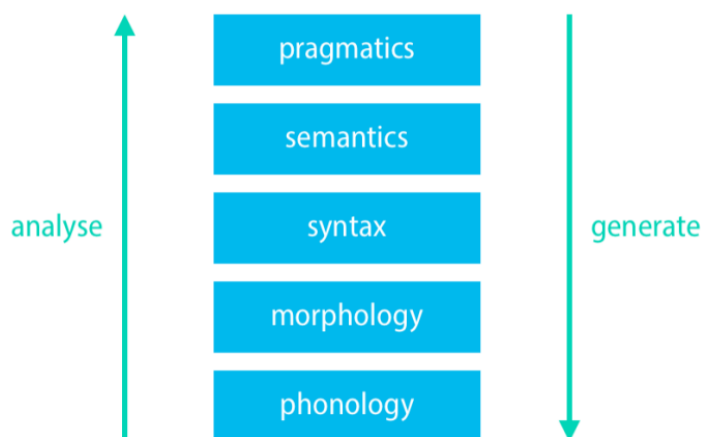 pragmatics
semantics
analyse
syntax
generate
morphology
phonology